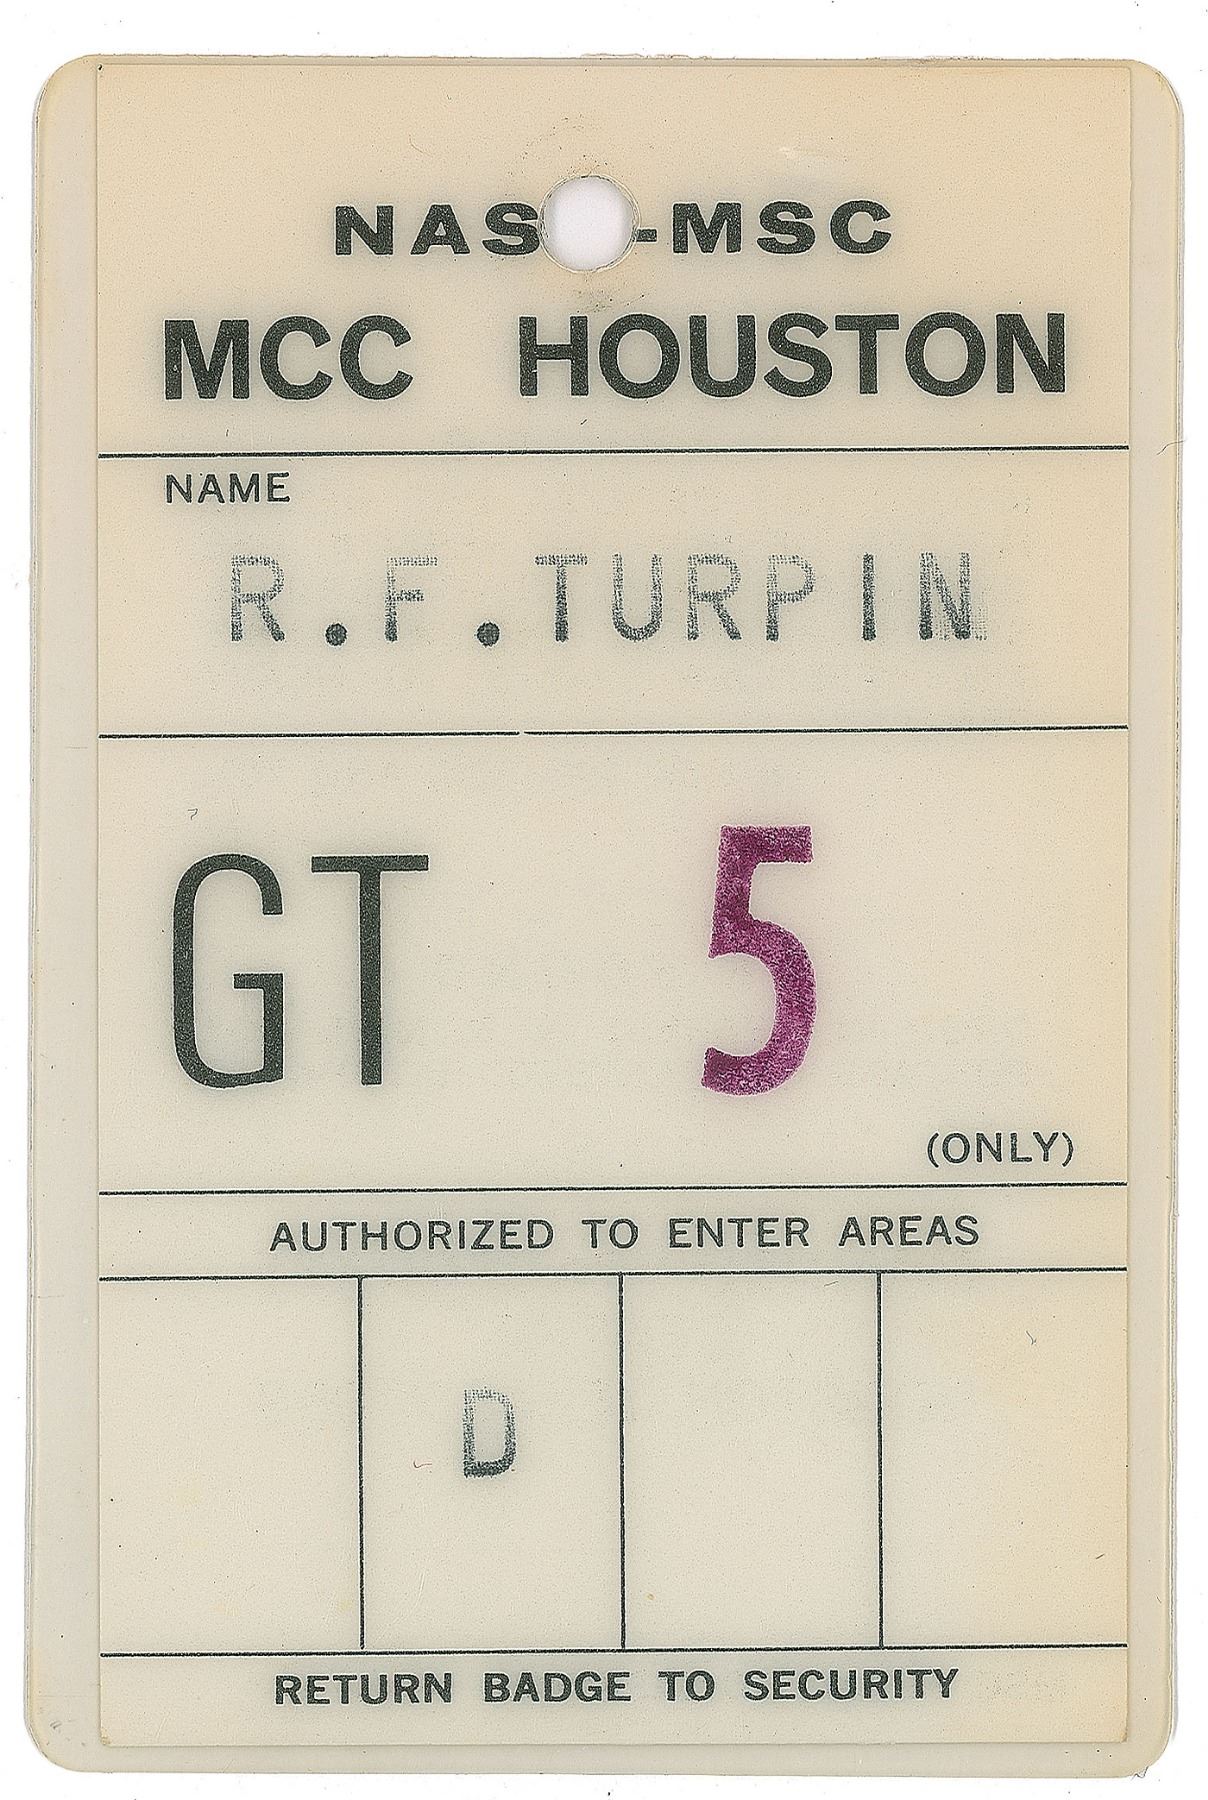 NAS -MSC
MCC HOUSTON
NAME
R.F.TURPIN
GT 5
(ONLY)
AUTHORIZED TO ENTER AREAS
D
RETURN BADGE TO SECURITY